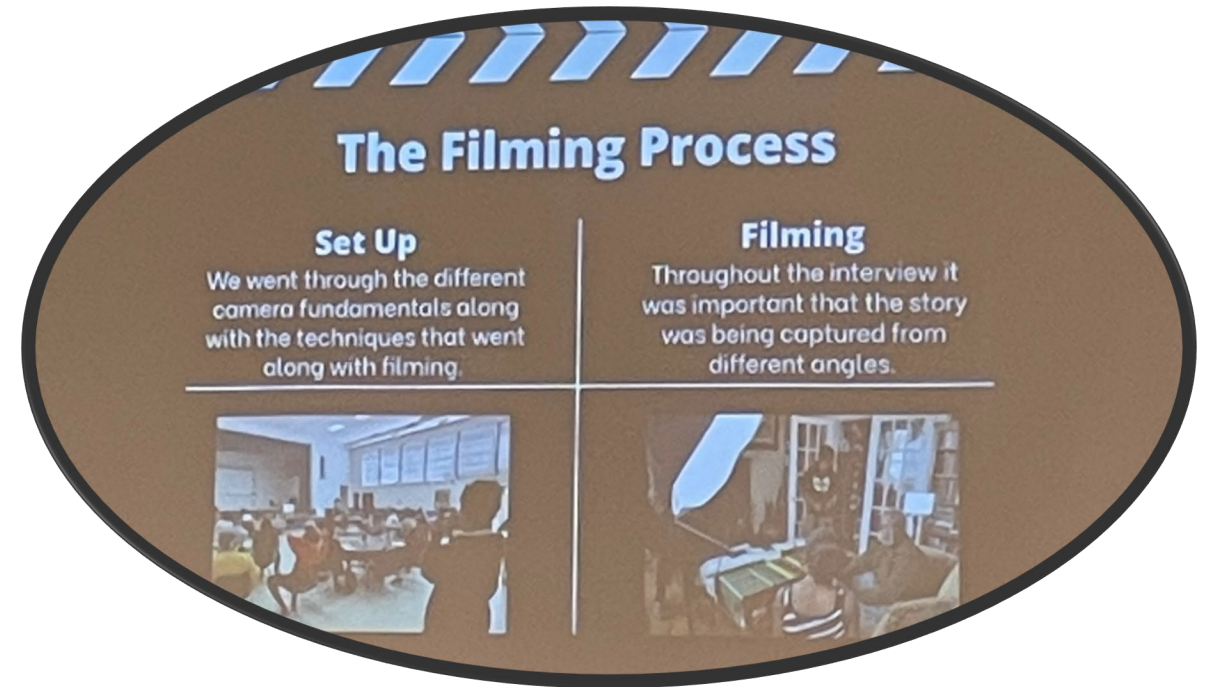 The Filming Process
Set Up
We went through the different
camera fundamentals along
with the techniques that went
along with filming.
Filming
Throughout the interview it
was important that the story
was being captured from
different angles.